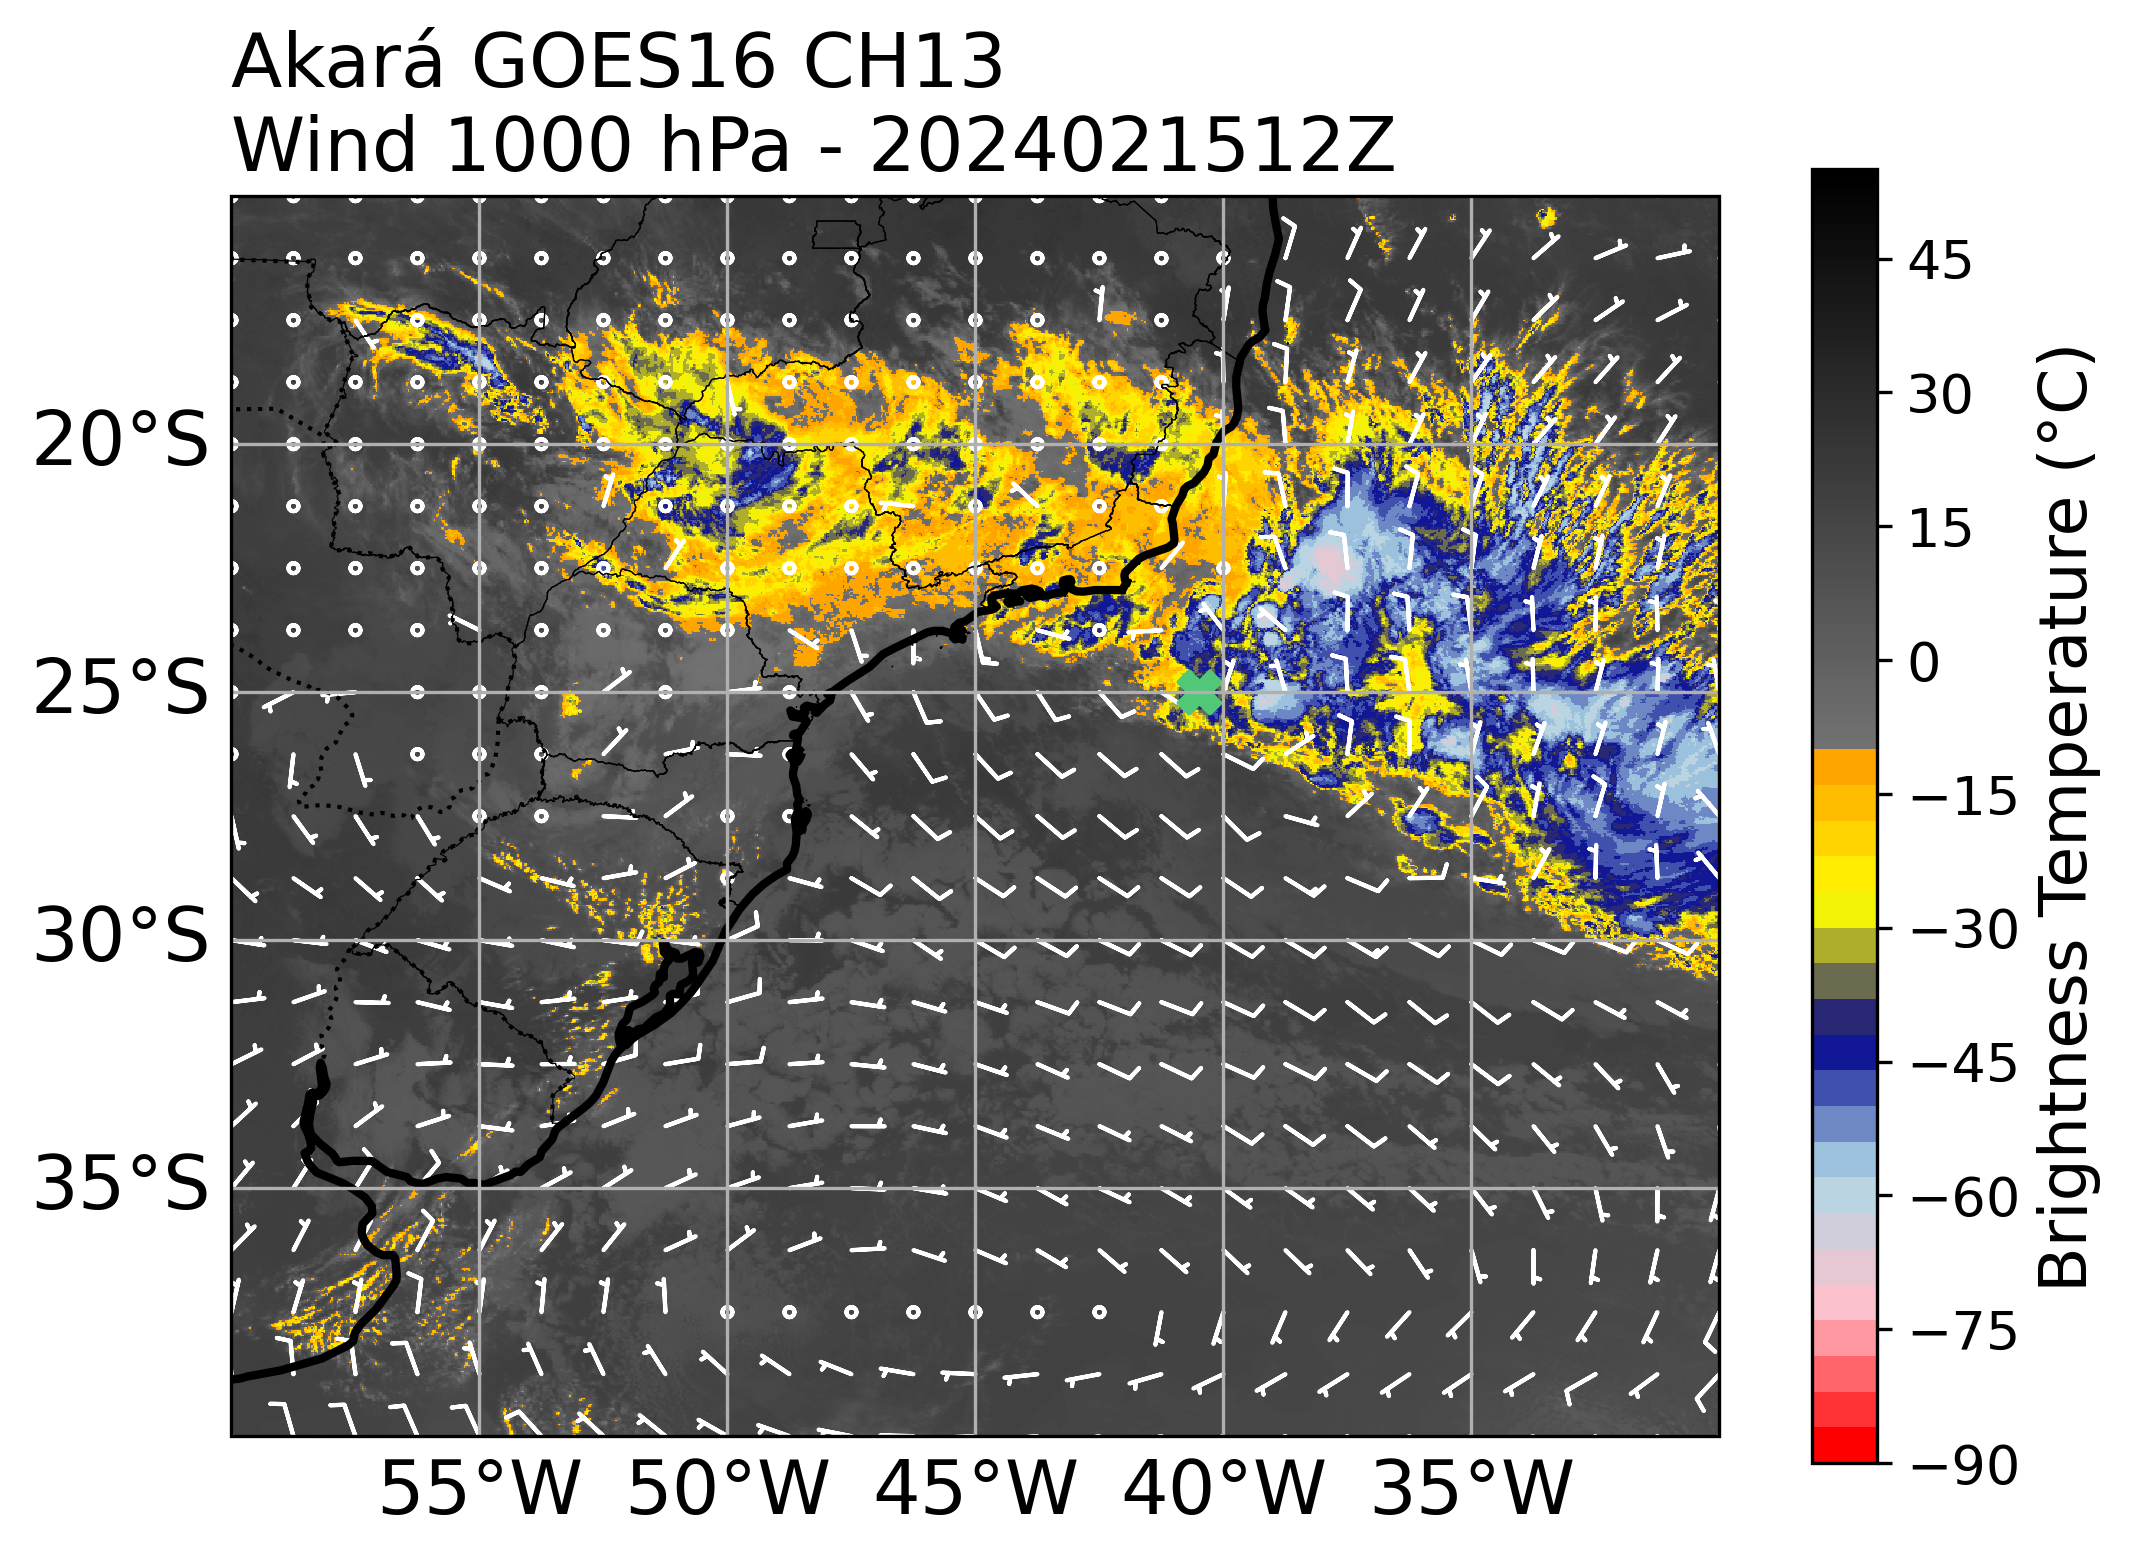 Akará GOES16 CH13
Wind 1000 hPa - 2024021512Z
20°S
25°S
30°S
35°S
55°W 50°W 45°W 40°W 35°W
45
30
15
0
−15
−30
−45
−60
−75
−90
Brightness Temperature (°C)